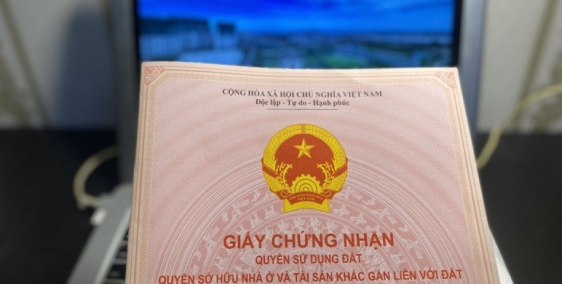 CỘNG HÒA XÃ HỘI CHỦ NGHĨA VIỆT NAM
Độc lập - Tự do - Hạnh phúc
GIẤY CHỨNG NHẬN
QUYỀN SỬ DỤNG ĐẤT
QUYỀN SỞ HỮU NHÀ Ở VÀ TÀI SẢN KHÁC GẮN LIỀN VỚI ĐẤT